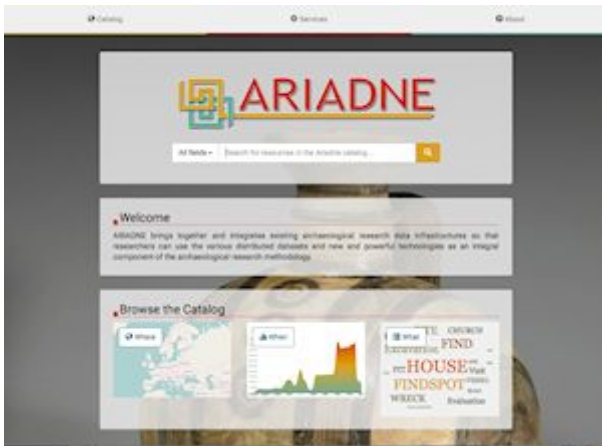 Catalog
Services
About
ARIADNE
All fields
Search for resources in the Ariadne catalog...
Welcome
ARIADNE brings together and integrates existing archaeological research data infrastructures so that
researchers can use the various distributed datasets and new and powerful technologies as an integral
component of the archaeological research methodology.
Browse the Catalog
Where
When
What
CHURCH
Excavation
FIND
HOUSE
Visit
FINDSPOT
WRECK
Evaluation